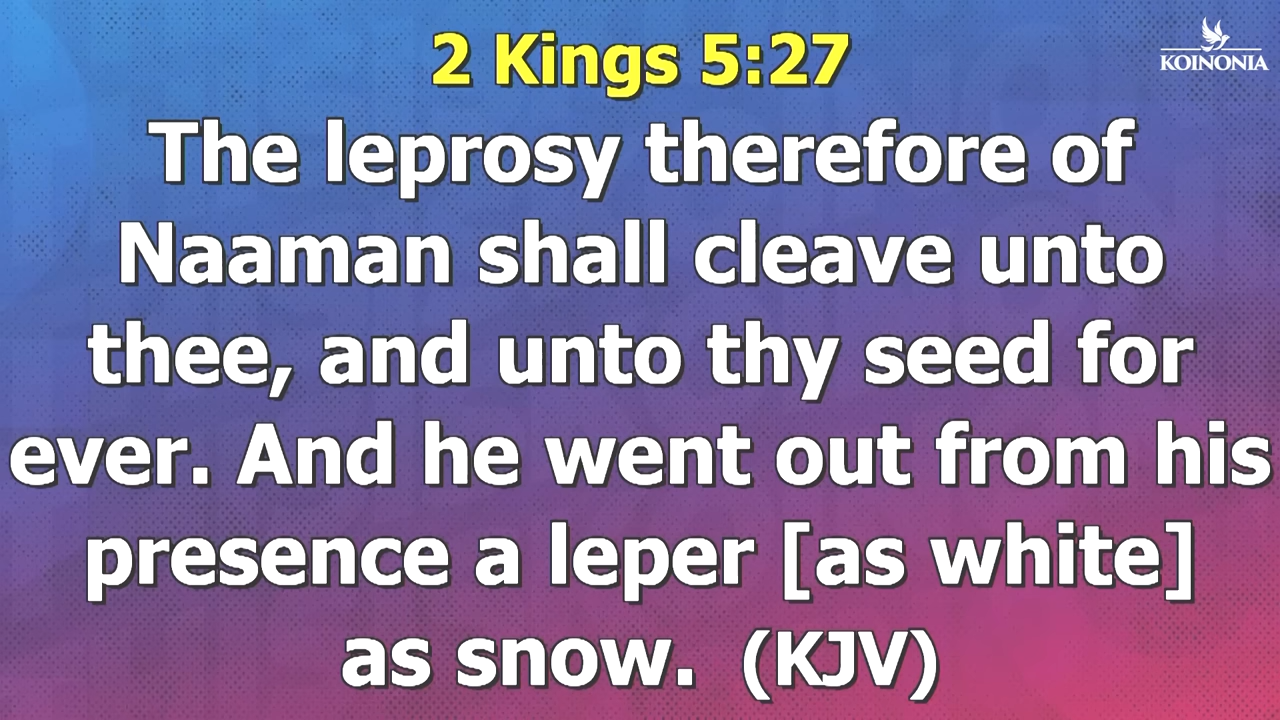 2 Kings 5:27
KOINONIA
The leprosy therefore of
Naaman shall cleave unto
thee, and unto thy seed for
ever. And he went out from his
presence a leper [as white]
as snow. (KJV)